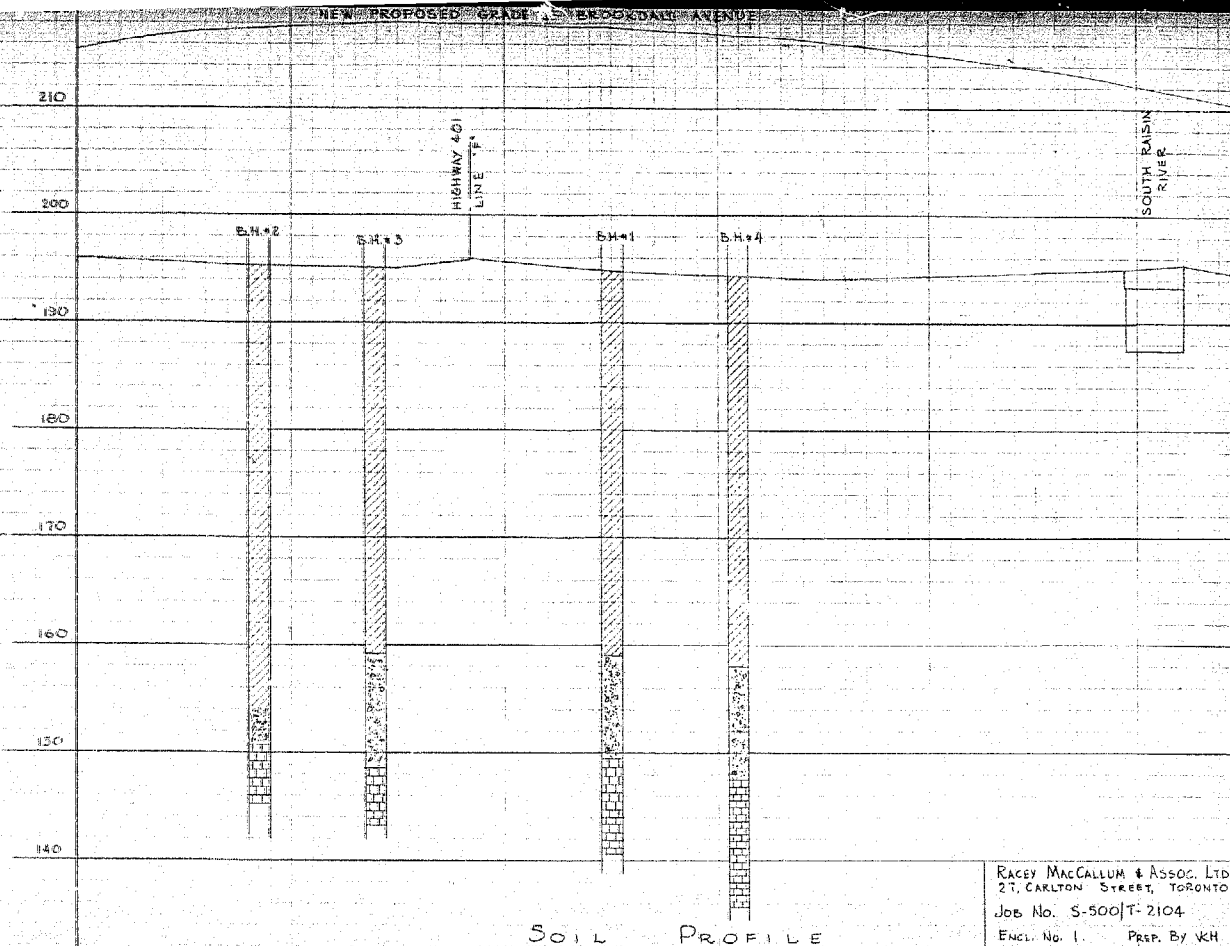 NEW PROPOSED GRADE BROOKDALE AVENUE
210
HIGHWAY 401
LINE 'F'
SOUTH RAISIN
RIVER
200
B.H.#2
B.H.#3
B.H.#1
B.H.#4
190
180
170
160
150
140
SOIL PROFILE
RACEY MACCALLUM & ASSOC. LTD
27, CARLTON STREET, TORONTO
JOB NO. S-500/T-2104
ENCL. NO. 1. PREP. BY VKH